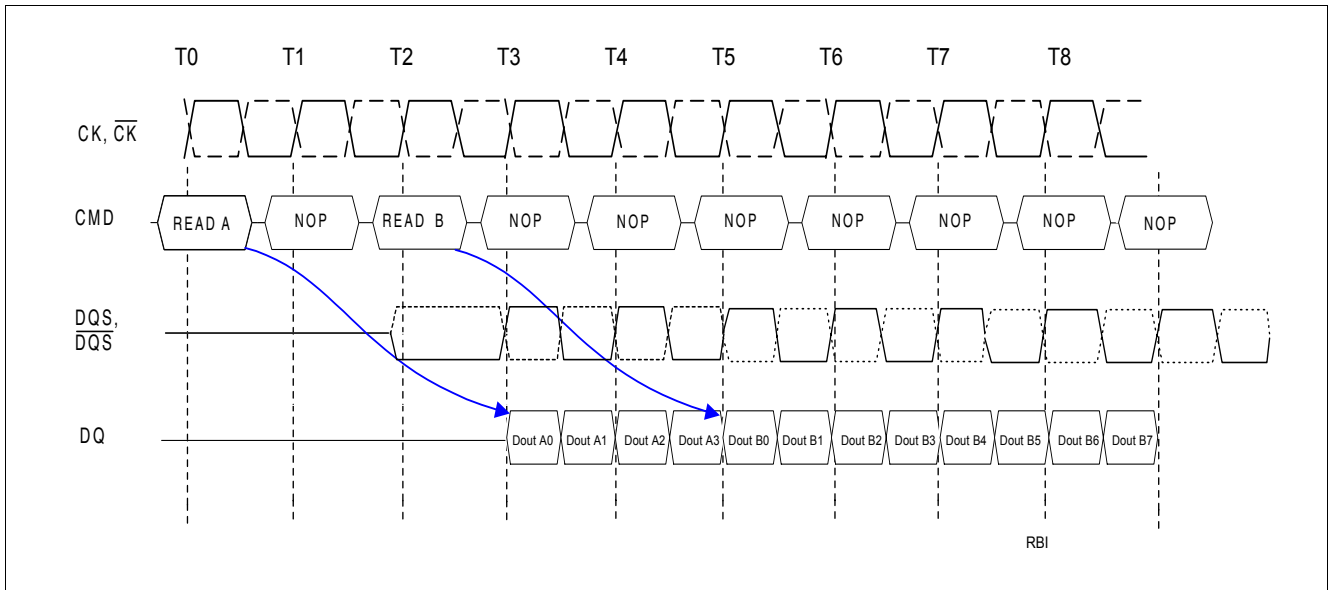 T0 T1 T2 T3 T4 T5 T6 T7 T8
CK, C̅K̅
CMD READ A NOP READ B NOP NOP NOP NOP NOP NOP NOP
DQS,
D̅Q̅S̅
DQ Dout A0 Dout A1 Dout A2 Dout A3 Dout B0 Dout B1 Dout B2 Dout B3 Dout B4 Dout B5 Dout B6 Dout B7
RBI